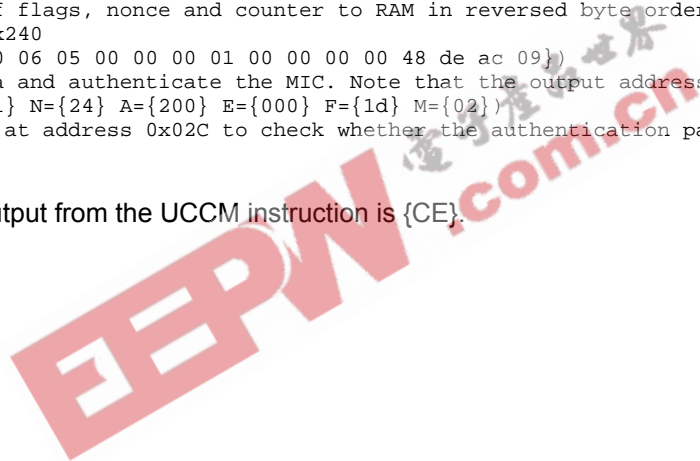 f flags, nonce and counter to RAM in reversed byte order
x240
0 06 05 00 00 00 01 00 00 00 00 48 de ac 09})
a and authenticate the MIC. Note that the output address
} N={24} A={200} E={000} F={1d} M={02})
at address 0x02C to check whether the authentication pa
utput from the UCCM instruction is {CE}.
EEPW.com.cn